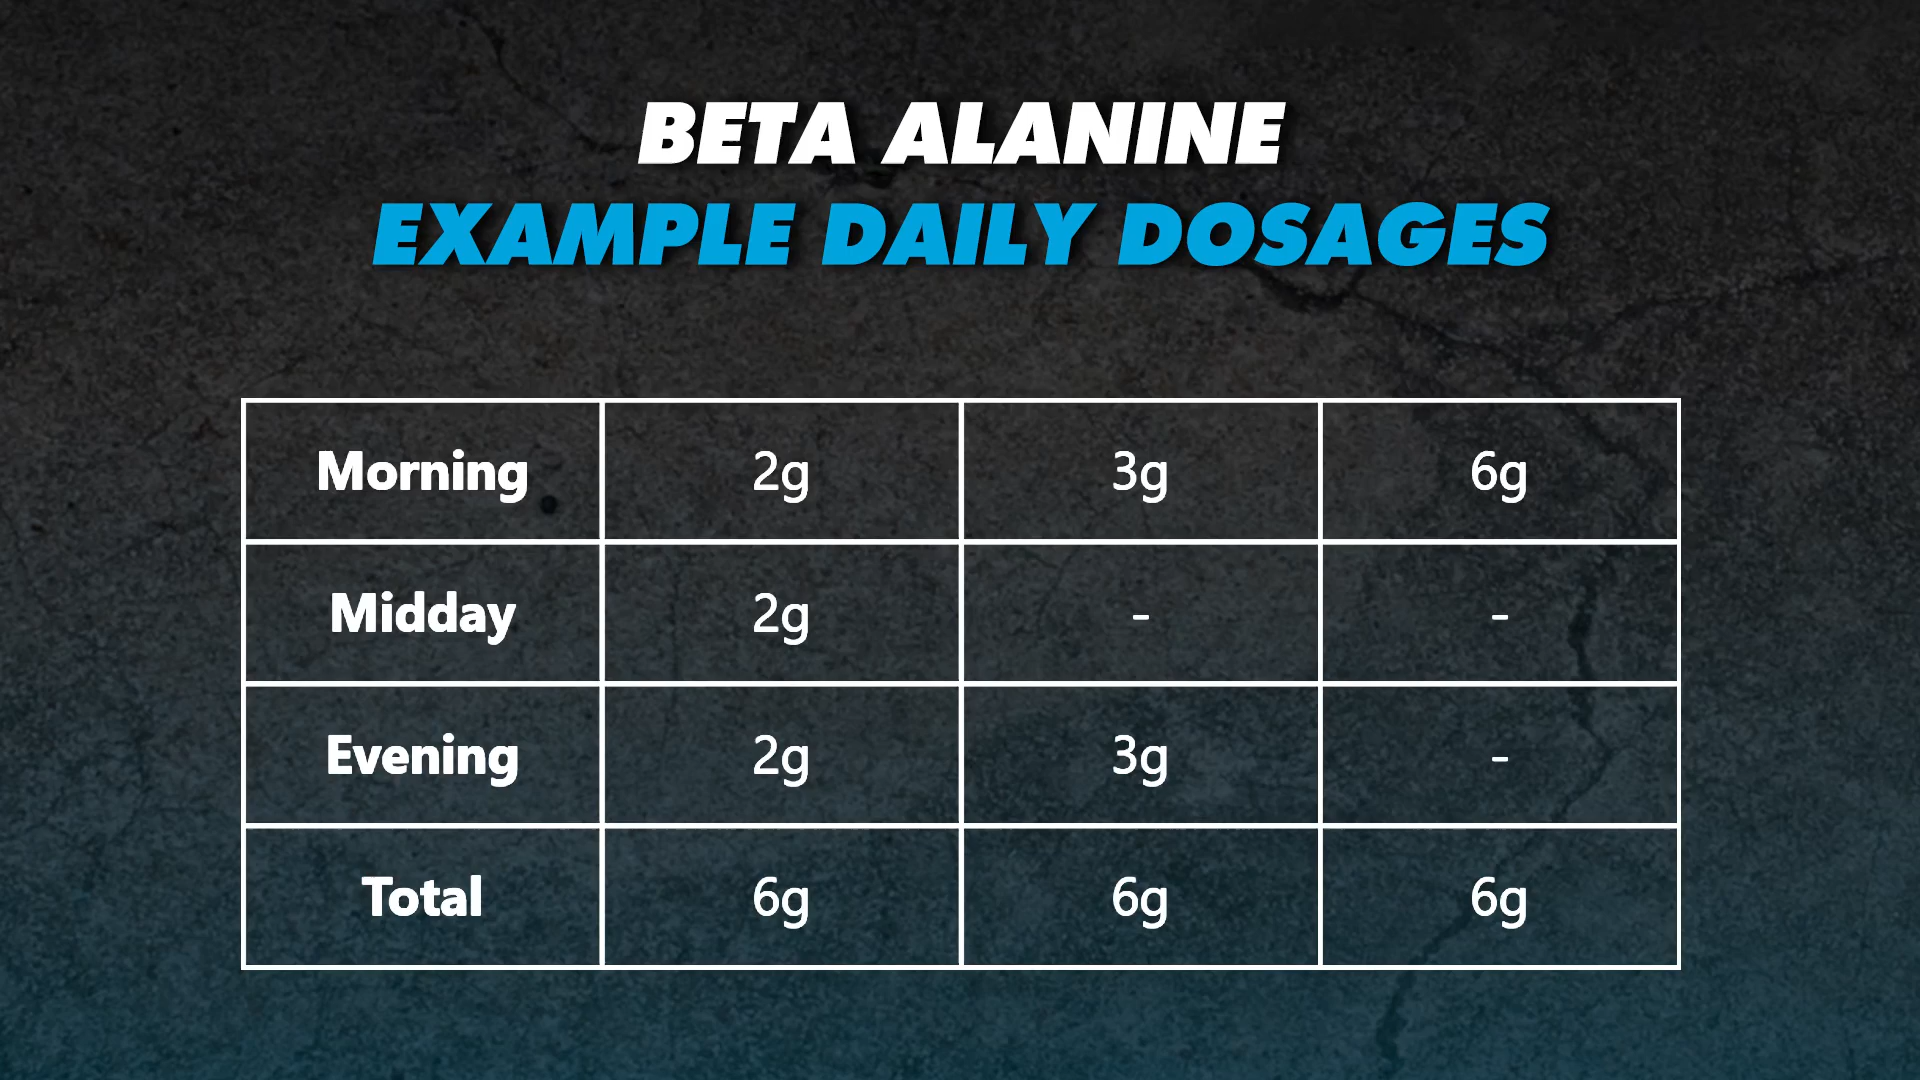 BETA ALANINE
EXAMPLE DAILY DOSAGES
Morning 2g 3g 6g
Midday 2g - -
Evening 2g 3g -
Total 6g 6g 6g